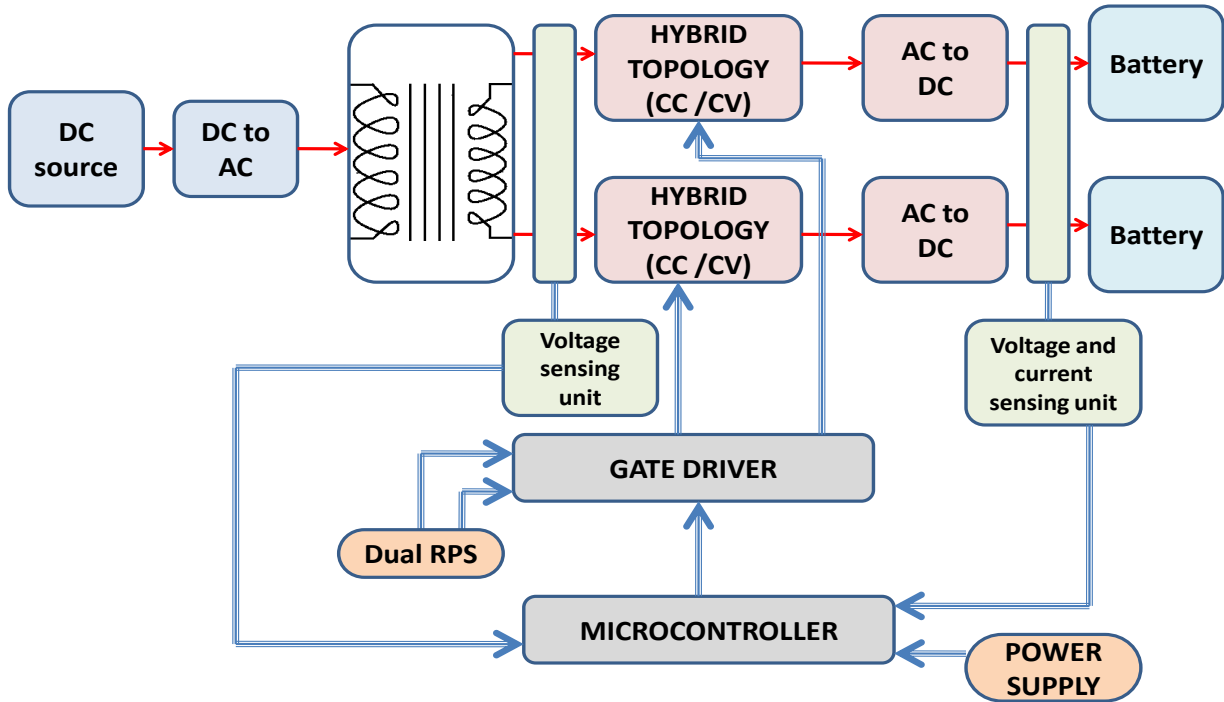 DC
source
DC to
AC
HYBRID
TOPOLOGY
(CC /CV)
AC to
DC
Battery
HYBRID
TOPOLOGY
(CC /CV)
AC to
DC
Battery
Voltage
sensing
unit
Voltage and
current
sensing unit
GATE DRIVER
Dual RPS
MICROCONTROLLER
POWER
SUPPLY